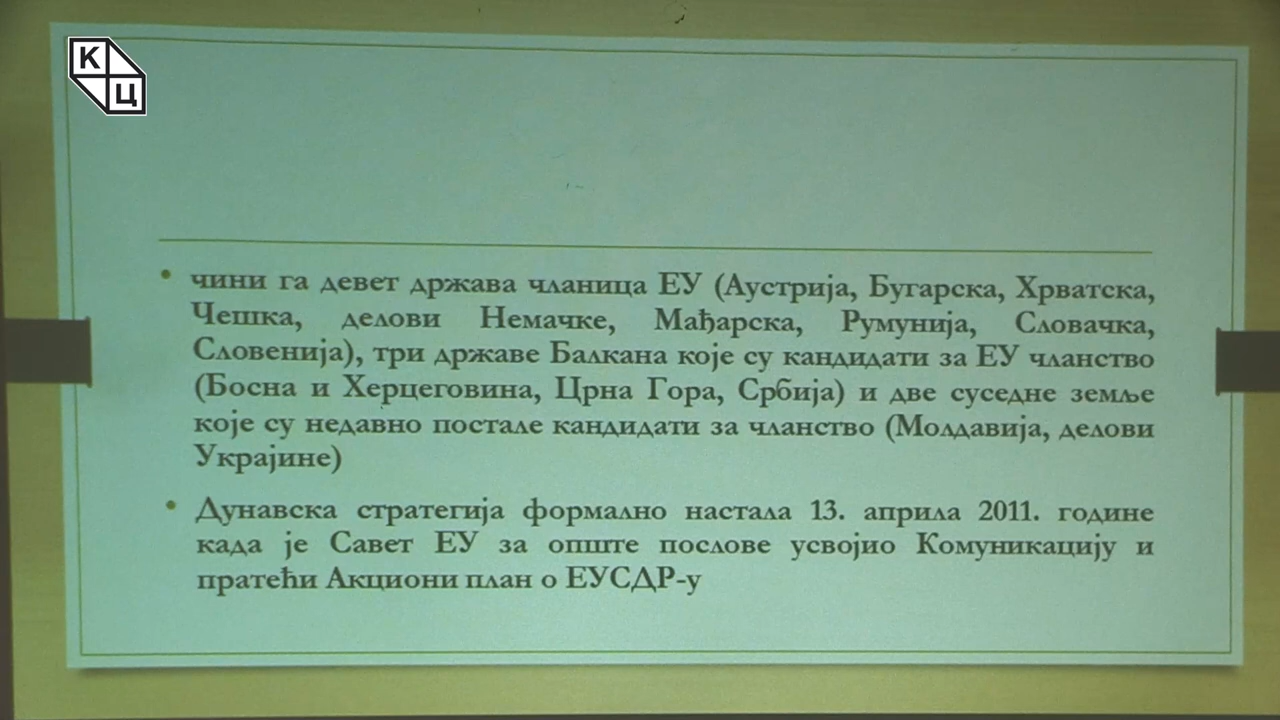 К
Ц
• чини га девет држава чланица ЕУ (Аустрија, Бугарска, Хрватска,
Чешка, делови Немачке, Мађарска, Румунија, Словачка,
Словенија), три државе Балкана које су кандидати за ЕУ чланство
(Босна и Херцеговина, Црна Гора, Србија) и две суседне земље
које су недавно постале кандидати за чланство (Молдавија, делови
Украјине)
• Дунавска стратегија формално настала 13. априла 2011. године
када је Савет ЕУ за опште послове усвојио Комуникацију и
пратећи Акциони план о ЕУСДР-у